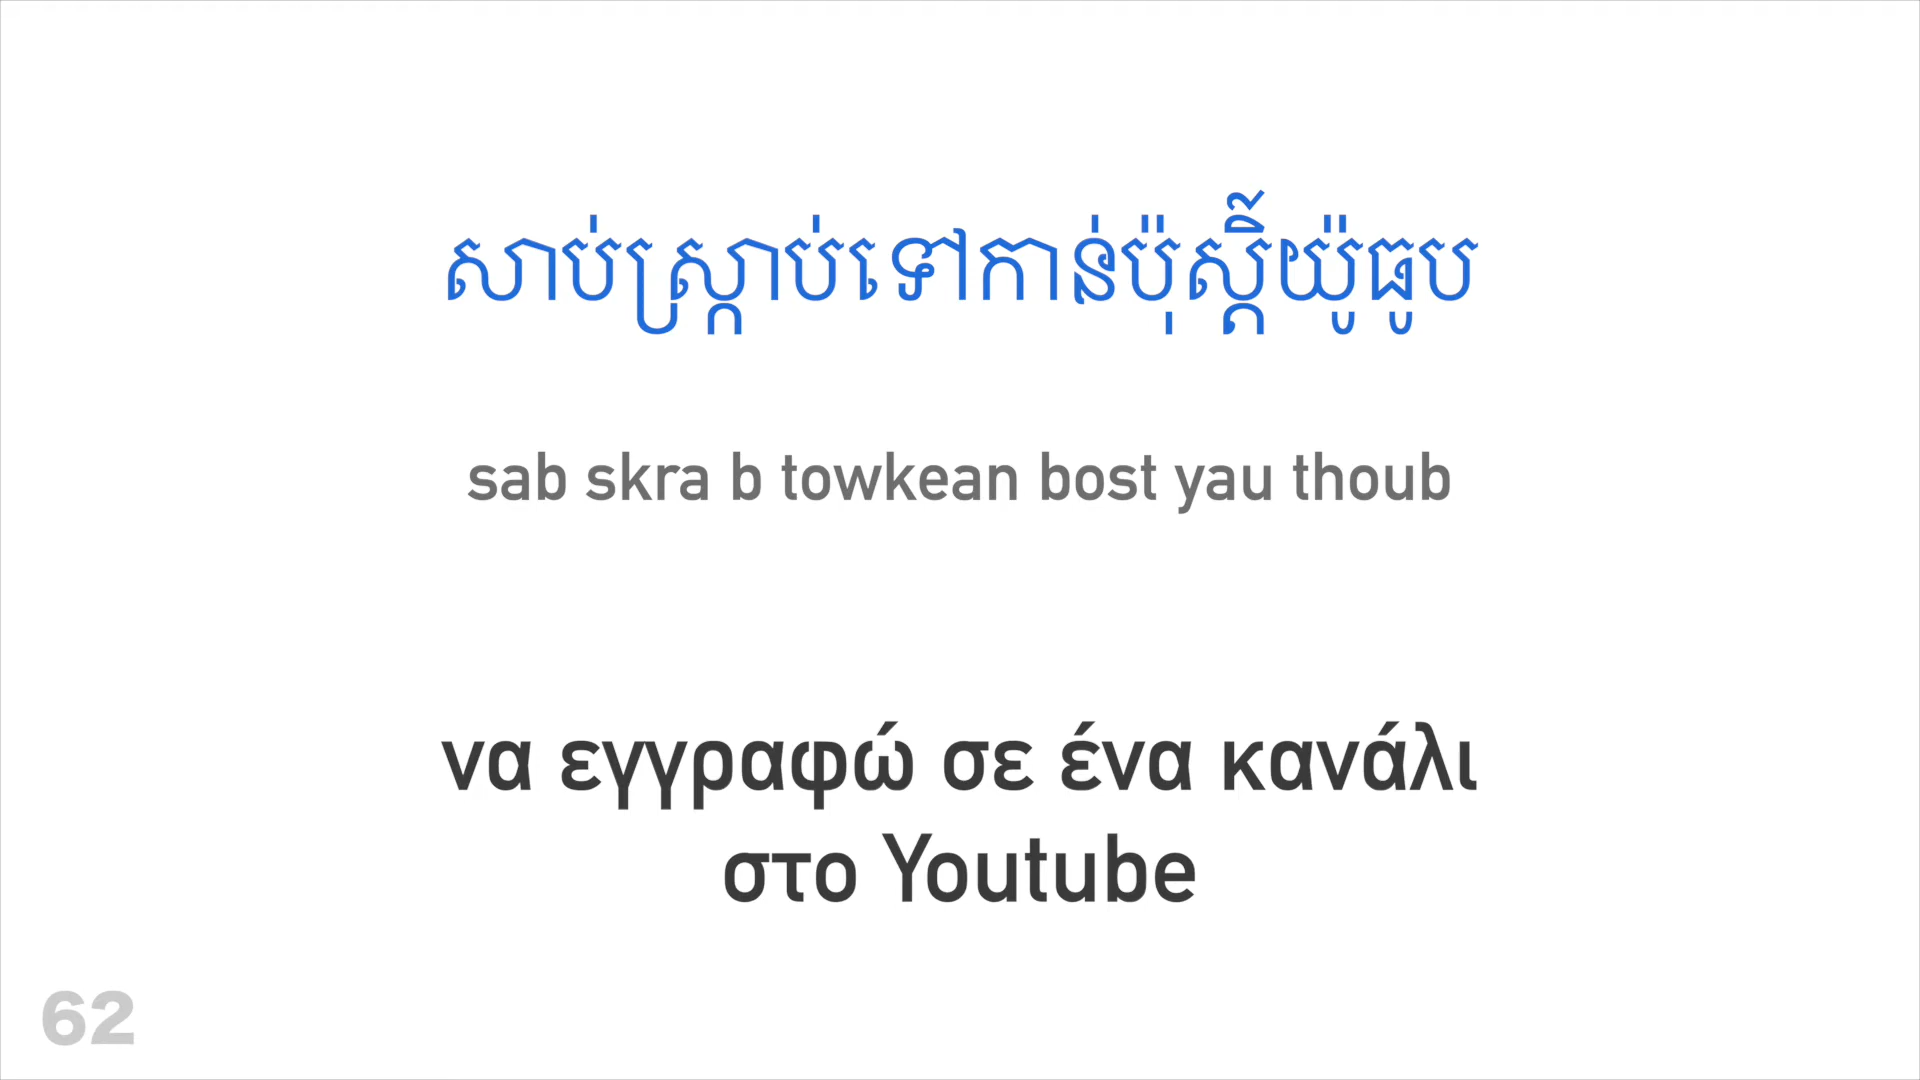 សាប់ស្ក្រាប់ទៅកាន់ប៉ុស្តិ៍យ៉ូធូប
sab skra b towkean bost yau thoub
να εγγραφώ σε ένα κανάλι
στο Youtube
62